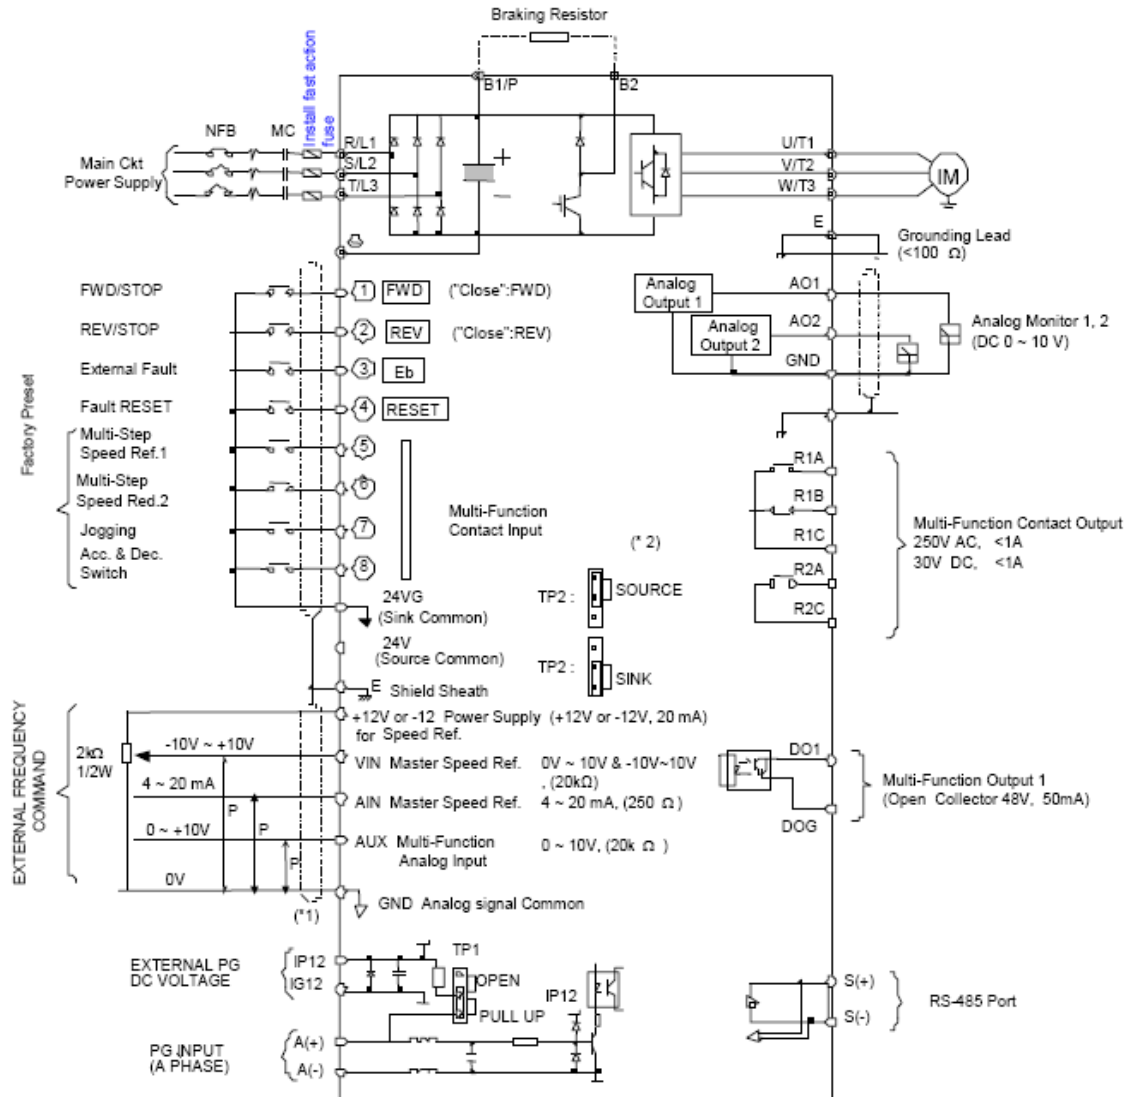 Braking Resistor
Install fast action
fuse
B1/P
B2
NFB
MC
R/L1
S/L2
T/L3
Main Ckt
Power Supply
U/T1
V/T2
W/T3
IM
E
Grounding Lead
(<100 Ω)
FWD/STOP
1
FWD
("Close":FWD)
REV/STOP
2
REV
("Close":REV)
External Fault
3
Eb
Fault RESET
4
RESET
Factory Preset
Multi-Step
Speed Ref.1
5
Multi-Step
Speed Red.2
6
Jogging
7
Acc. & Dec.
Switch
8
Multi-Function
Contact Input
24VG
(Sink Common)
24V
(Source Common)
E Shield Sheath
(* 2)
TP2 :
SOURCE
TP2 :
SINK
Analog
Output 1
AO1
Analog
Output 2
AO2
GND
Analog Monitor 1, 2
(DC 0 ~ 10 V)
R1A
R1B
R1C
R2A
R2C
Multi-Function Contact Output
250V AC, <1A
30V DC, <1A
EXTERNAL FREQUENCY
COMMAND
2kΩ
1/2W
+12V or -12 Power Supply (+12V or -12V, 20 mA)
for Speed Ref.
-10V ~ +10V
VIN Master Speed Ref. 0V ~ 10V & -10V~10V
, (20kΩ)
4 ~ 20 mA
P
AIN Master Speed Ref. 4 ~ 20 mA, (250 Ω )
0 ~ +10V
P
AUX Multi-Function
Analog Input
0 ~ 10V, (20k Ω )
P
0V
(*1)
GND Analog signal Common
DO1
DOG
Multi-Function Output 1
(Open Collector 48V, 50mA)
EXTERNAL PG
DC VOLTAGE
IP12
IG12
TP1
OPEN
PULL UP
IP12
PG.INPUT
(A PHASE)
A(+)
A(-)
S(+)
S(-)
RS-485 Port